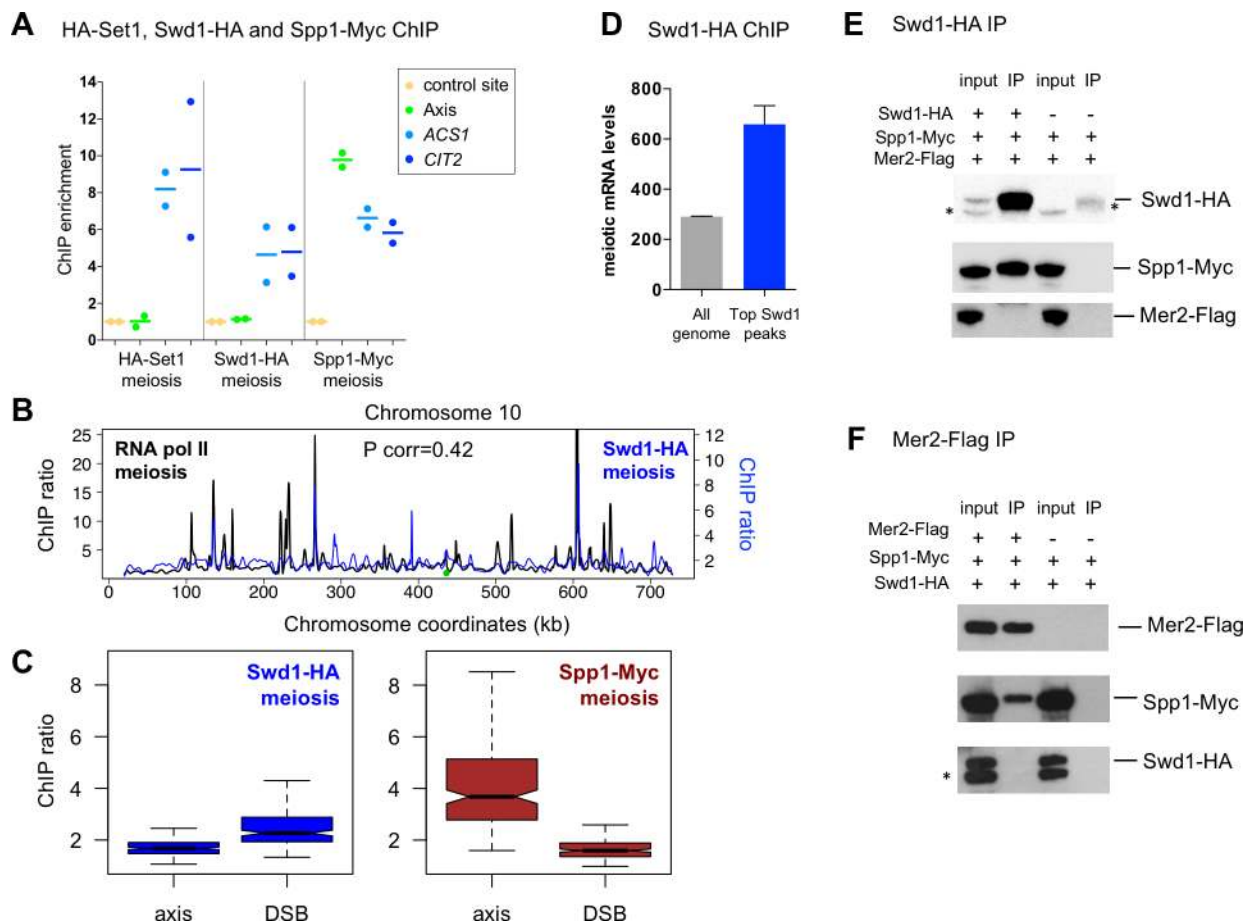 A HA-Set1, Swd1-HA and Spp1-Myc ChIP
14
12
10
8
6
4
2
1
0
ChIP enrichment
control site
Axis
ACS1
CIT2
HA-Set1 Swd1-HA Spp1-Myc
meiosis meiosis meiosis
B Chromosome 10
RNA pol II
meiosis
P corr=0.42
Swd1-HA
meiosis
25
20
15
10
5
ChIP ratio
12
10
8
6
4
2
ChIP ratio
0 100 200 300 400 500 600 700
Chromosome coordinates (kb)
C
ChIP ratio
8
6
4
2
Swd1-HA
meiosis
axis DSB
8
6
4
2
Spp1-Myc
meiosis
axis DSB
D Swd1-HA ChIP
meiotic mRNA levels
800
600
400
200
0
All
genome
Top Swd1
peaks
E Swd1-HA IP
input IP input IP
Swd1-HA + + - -
Spp1-Myc + + + +
Mer2-Flag + + + +
* Swd1-HA *
Spp1-Myc
Mer2-Flag
F Mer2-Flag IP
input IP input IP
Mer2-Flag + + - -
Spp1-Myc + + + +
Swd1-HA + + + +
Mer2-Flag
Spp1-Myc
Swd1-HA
*